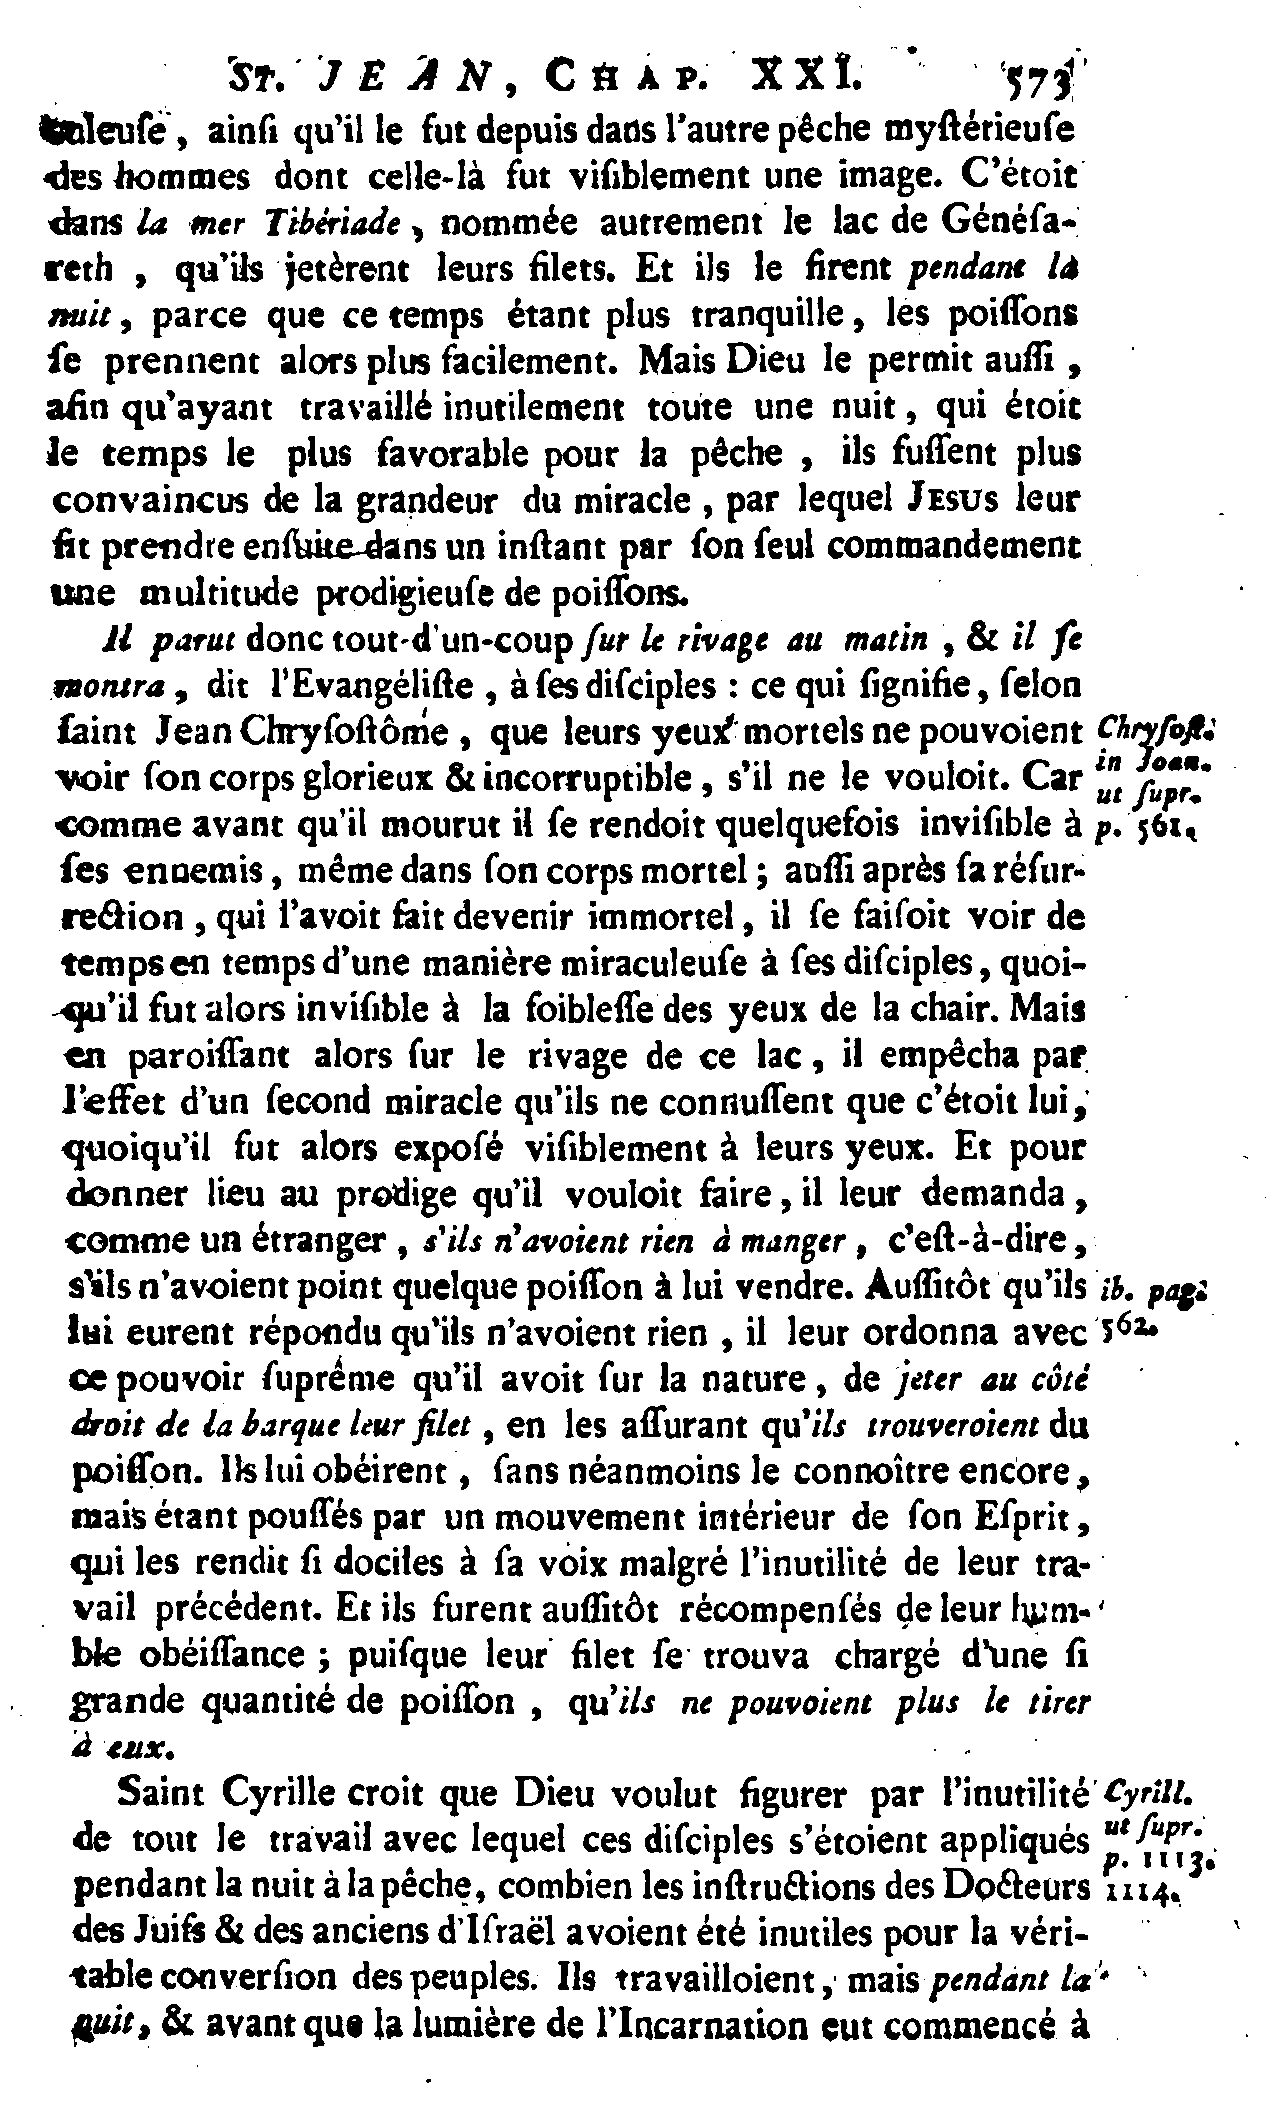 ST. JEAN, CHAP. XXI. 573
culeuſe, ainſi qu'il le fut depuis dans l'autre pêche myſtérieuſe
des hommes dont celle-là fut viſiblement une image. C'étoit
dans la mer Tibériade, nommée autrement le lac de Généſa-
reth, qu'ils jetèrent leurs filets. Et ils le firent pendant la
nuit, parce que ce temps étant plus tranquille, les poiſſons
ſe prennent alors plus facilement. Mais Dieu le permit auſſi,
afin qu'ayant travaillé inutilement toute une nuit, qui étoit
le temps le plus favorable pour la pêche, ils fuſſent plus
convaincus de la grandeur du miracle, par lequel JESUS leur
fit prendre enſuite dans un inſtant par ſon ſeul commandement
une multitude prodigieuſe de poiſſons.
Il parut donc tout-d'un-coup ſur le rivage au matin, & il ſe
montra, dit l'Evangéliſte, à ſes diſciples : ce qui ſignifie, ſelon
ſaint Jean Chryſoſtôme, que leurs yeux mortels ne pouvoient
voir ſon corps glorieux & incorruptible, s'il ne le vouloit. Car
comme avant qu'il mourut il ſe rendoit quelquefois inviſible à
ſes ennemis, même dans ſon corps mortel ; auſſi après ſa réſur-
rection, qui l'avoit fait devenir immortel, il ſe faiſoit voir de
temps en temps d'une manière miraculeuſe à ſes diſciples, quoi-
qu'il fut alors inviſible à la foibleſſe des yeux de la chair. Mais
en paroiſſant alors ſur le rivage de ce lac, il empêcha par
l'effet d'un ſecond miracle qu'ils ne connuſſent que c'étoit lui,
quoiqu'il fut alors expoſé viſiblement à leurs yeux. Et pour
donner lieu au prodige qu'il vouloit faire, il leur demanda,
comme un étranger, s'ils n'avoient rien à manger, c'eſt-à-dire,
s'ils n'avoient point quelque poiſſon à lui vendre. Auſſitôt qu'ils
lui eurent répondu qu'ils n'avoient rien, il leur ordonna avec
ce pouvoir ſuprême qu'il avoit ſur la nature, de jeter au côté
droit de la barque leur filet, en les aſſurant qu'ils trouveroient du
poiſſon. Ils lui obéirent, ſans néanmoins le connoître encore,
mais étant pouſſés par un mouvement intérieur de ſon Eſprit,
qui les rendit ſi dociles à ſa voix malgré l'inutilité de leur tra-
vail précédent. Et ils furent auſſitôt récompenſés de leur hum-
ble obéiſſance ; puiſque leur filet ſe trouva chargé d'une ſi
grande quantité de poiſſon, qu'ils ne pouvoient plus le tirer
à eux.
Saint Cyrille croit que Dieu voulut figurer par l'inutilité
de tout le travail avec lequel ces diſciples s'étoient appliqués
pendant la nuit à la pêche, combien les inſtructions des Docteurs
des Juifs & des anciens d'Iſraël avoient été inutiles pour la véri-
table converſion des peuples. Ils travailloient, mais pendant la
nuit, & avant que la lumière de l'Incarnation eut commencé à
Chryſoſt.
in Joan.
ut ſupr.
p. 561.
ib. pag.
562.
Cyrill.
ut ſupr.
p. 1113.
1114.